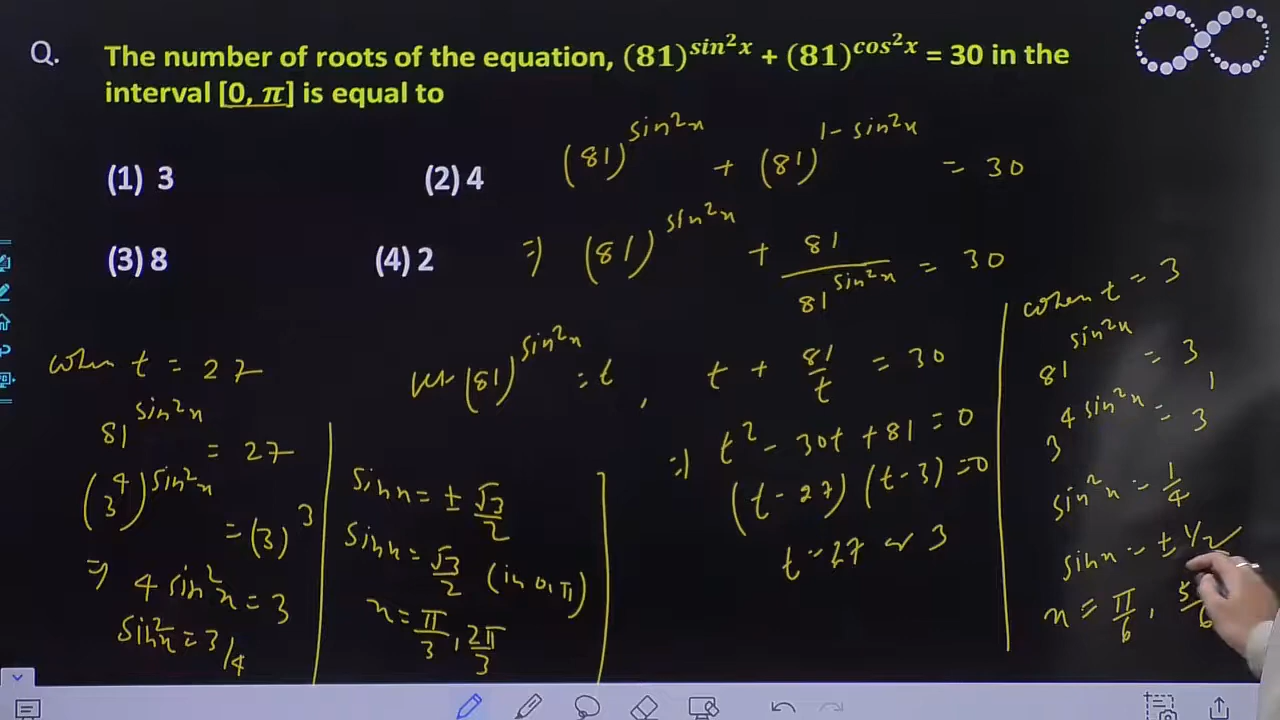 Q. The number of roots of the equation, (81)^{sin²x} + (81)^{cos²x} = 30 in the
interval [0, π] is equal to
(1) 3
(2) 4
(3) 8
(4) 2
(81)^{sin²x} + (81)^{1 - sin²x} = 30
⇒ (81)^{sin²x} + 81/81^{sin²x} = 30
(81)^{sin²x} = t, t + 81/t = 30
⇒ t² - 30t + 81 = 0
(t - 27) (t - 3) = 0
t = 27 or 3
when t = 27
81^{sin²x} = 27
(3⁴)^{sin²x} = (3)³
⇒ 4 sin²x = 3
sin²x = 3/4
sin x = ± √3/2
sin x = √3/2 (in 0, π)
x = π/3, 2π/3
when t = 3
81^{sin²x} = 3
3^{4 sin²x} = 3¹
sin²x = 1/4
sin x = ± 1/2
x = π/6, 5/6